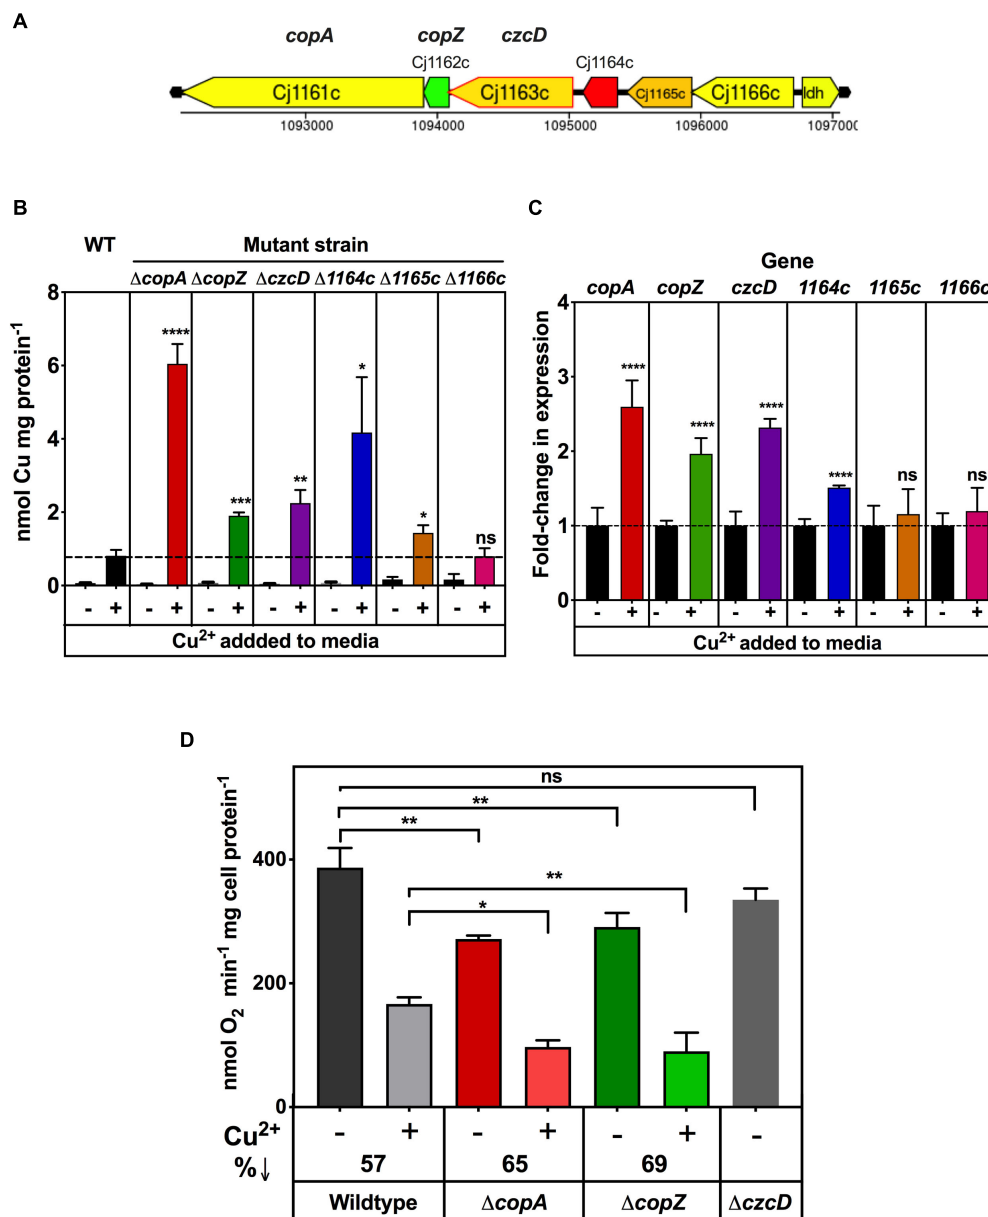 A
copA copZ czcD
Cj1162c Cj1164c
Cj1161c Cj1163c Cj1165c Cj1166c ldh
1093000 1094000 1095000 1096000 1097000
B
WT Mutant strain
ΔcopA ΔcopZ ΔczcD Δ1164c Δ1165c Δ1166c
nmol Cu mg protein-1
8
6
4
2
0
**** *** ** * * ns
- + - + - + - + - + - + - +
Cu2+ addded to media
C
Gene
copA copZ czcD 1164c 1165c 1166c
Fold-change in expression
4
3
2
1
0
**** **** **** **** ns ns
- + - + - + - + - + - +
Cu2+ added to media
D
nmol O2 min-1 mg cell protein-1
400
200
0
ns
**
**
**
*
Cu2+ - + - + - + -
%↓ 57 65 69
Wildtype ΔcopA ΔcopZ ΔczcD